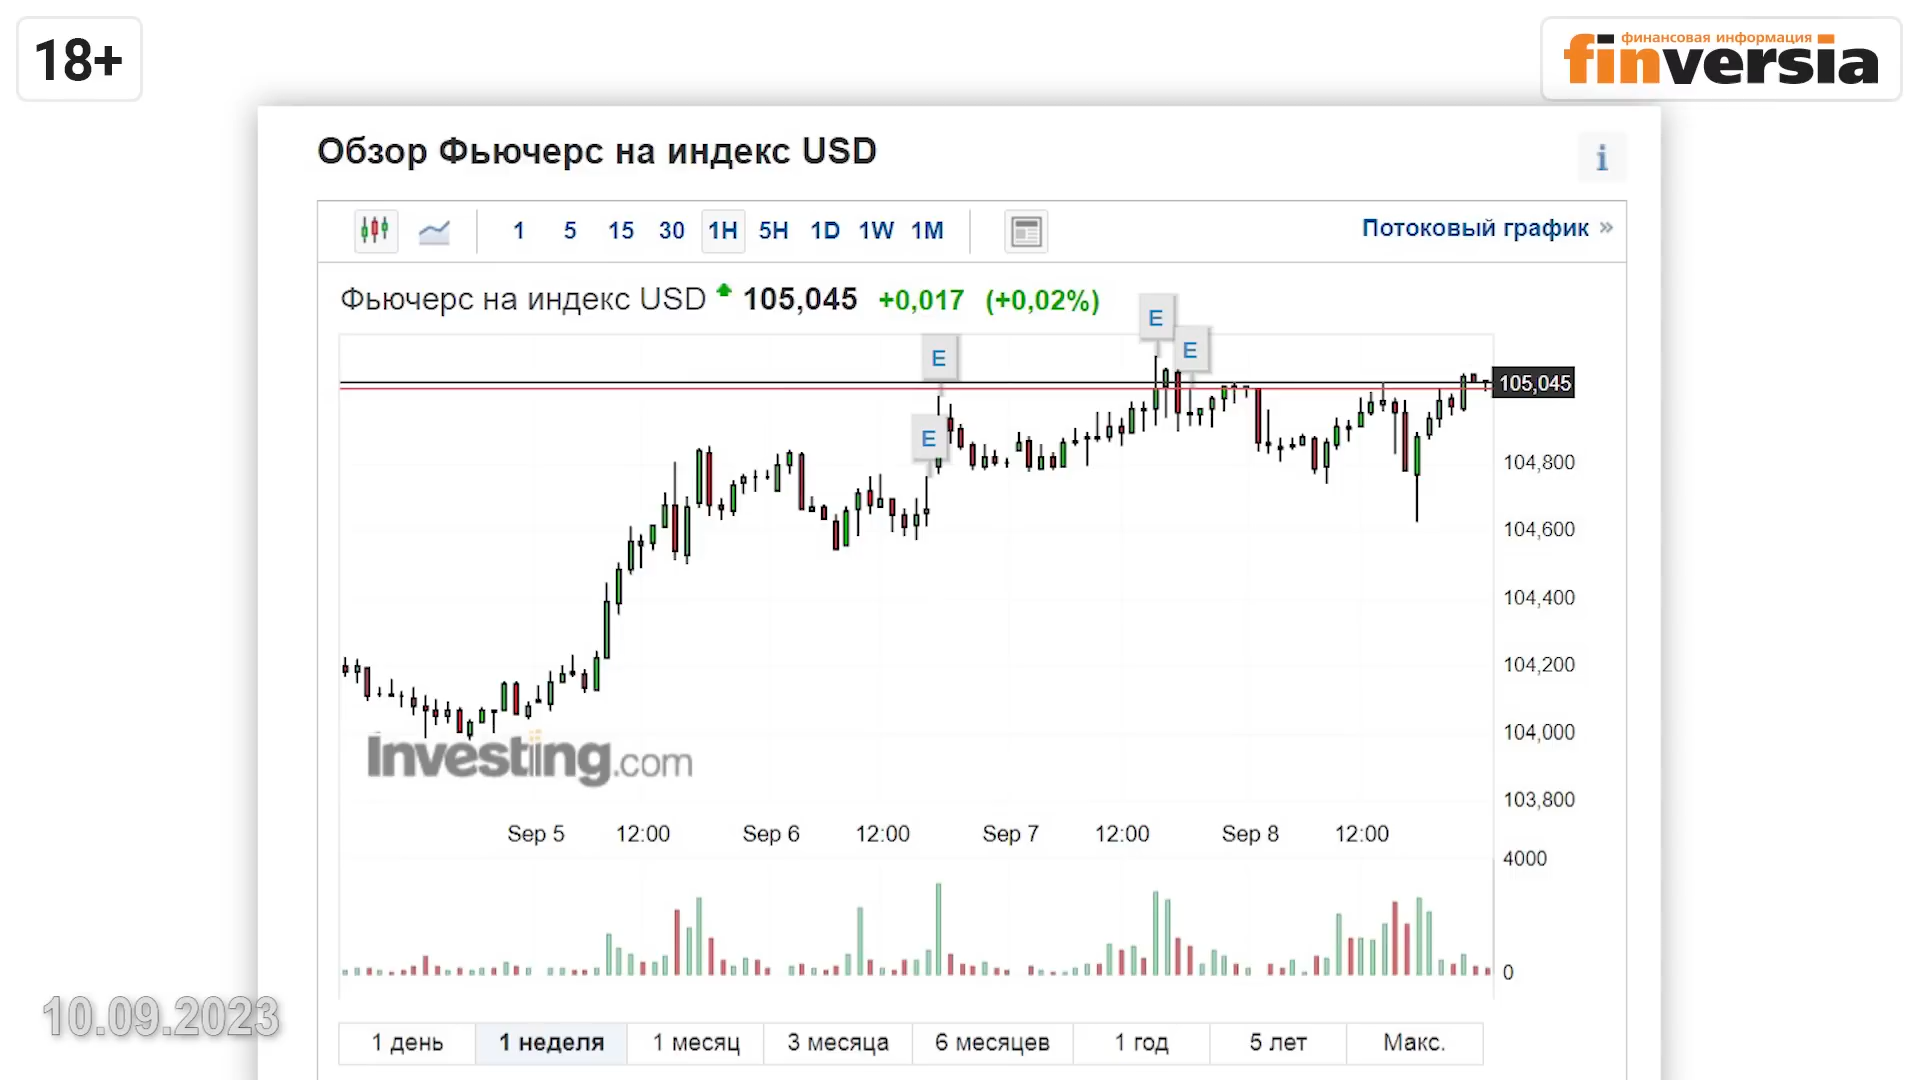 18+
финансовая информация
finversia
Обзор Фьючерс на индекс USD
i
1 5 15 30 1H 5H 1D 1W 1M
Потоковый график »
Фьючерс на индекс USD 105,045 +0,017 (+0,02%)
E
E
E
E
105,045
104,800
104,600
104,400
104,200
104,000
103,800
Investing.com
Sep 5 12:00 Sep 6 12:00 Sep 7 12:00 Sep 8 12:00
4000
0
10.09.2023
1 день 1 неделя 1 месяц 3 месяца 6 месяцев 1 год 5 лет Макс.